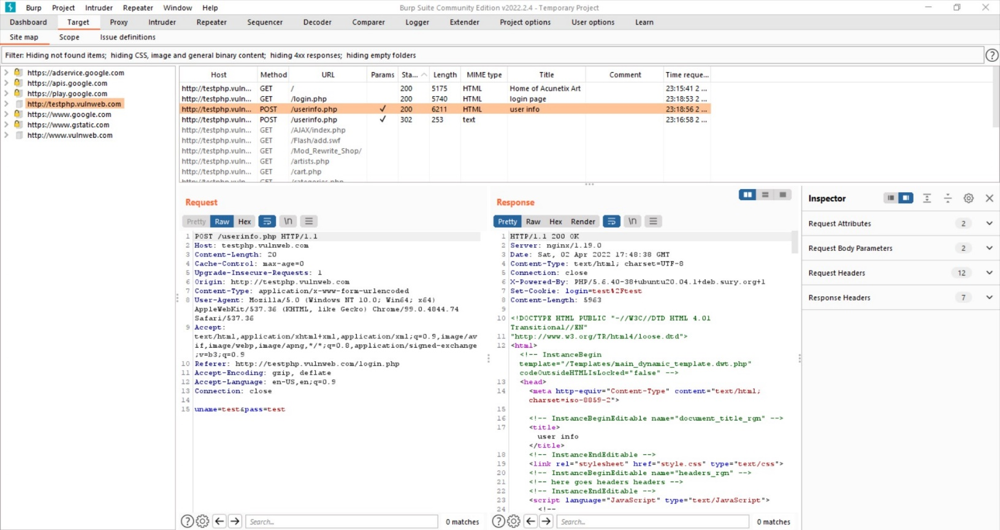 Burp Project Intruder Repeater Window Help
Burp Suite Community Edition v2022.2.4 - Temporary Project
Dashboard Target Proxy Intruder Repeater Sequencer Decoder Comparer Logger Extender Project options User options Learn
Site map Scope Issue definitions
Filter: Hiding not found items; hiding CSS, image and general binary content; hiding 4xx responses; hiding empty folders
https://adservice.google.com
https://apis.google.com
https://play.google.com
http://testphp.vulnweb.com
https://www.google.com
https://www.gstatic.com
http://www.vulnweb.com
Host Method URL Params Sta... Length MIME type Title Comment Time reque...
http://testphp.vuln... GET / 200 5175 HTML Home of Acunetix Art 23:15:41 2 ...
http://testphp.vuln... GET /login.php 200 5740 HTML login page 23:18:53 2 ...
http://testphp.vuln... POST /userinfo.php ✓ 200 6211 HTML user info 23:18:56 2 ...
http://testphp.vuln... POST /userinfo.php ✓ 302 253 text 23:16:58 2 ...
http://testphp.vuln... GET /AJAX/index.php
http://testphp.vuln... GET /Flash/add.swf
http://testphp.vuln... GET /Mod_Rewrite_Shop/
http://testphp.vuln... GET /artists.php
http://testphp.vuln... GET /cart.php
http://testphp.vuln... GET /categories.php
Request
Pretty Raw Hex \n
1 POST /userinfo.php HTTP/1.1
2 Host: testphp.vulnweb.com
3 Content-Length: 20
4 Cache-Control: max-age=0
5 Upgrade-Insecure-Requests: 1
6 Origin: http://testphp.vulnweb.com
7 Content-Type: application/x-www-form-urlencoded
8 User-Agent: Mozilla/5.0 (Windows NT 10.0; Win64; x64)
AppleWebKit/537.36 (KHTML, like Gecko) Chrome/99.0.4844.74
Safari/537.36
9 Accept:
text/html,application/xhtml+xml,application/xml;q=0.9,image/av
if,image/webp,image/apng,*/*;q=0.8,application/signed-exchange
;v=b3;q=0.9
10 Referer: http://testphp.vulnweb.com/login.php
11 Accept-Encoding: gzip, deflate
12 Accept-Language: en-US,en;q=0.9
13 Connection: close
14
15 uname=test&pass=test
Search... 0 matches
Response
Pretty Raw Hex Render \n
1 HTTP/1.1 200 OK
2 Server: nginx/1.19.0
3 Date: Sat, 02 Apr 2022 17:48:38 GMT
4 Content-Type: text/html; charset=UTF-8
5 Connection: close
6 X-Powered-By: PHP/5.6.40-38+ubuntu20.04.1+deb.sury.org+1
7 Set-Cookie: login=test%2Ftest
8 Content-Length: 5963
9
10 <!DOCTYPE HTML PUBLIC "-//W3C//DTD HTML 4.01
Transitional//EN"
11 "http://www.w3.org/TR/html4/loose.dtd">
12 <html>
<!-- InstanceBegin
template="/Templates/main_dynamic_template.dwt.php"
codeOutsideHTMLIsLocked="false" -->
13 <head>
14 <meta http-equiv="Content-Type" content="text/html;
charset=iso-8859-2">
15
16 <!-- InstanceBeginEditable name="document_title_rgn" -->
17 <title>
user info
</title>
18 <!-- InstanceEndEditable -->
19 <link rel="stylesheet" href="style.css" type="text/css">
20 <!-- InstanceBeginEditable name="headers_rgn" -->
21 <!-- here goes headers headers -->
22 <!-- InstanceEndEditable -->
23 <script language="JavaScript" type="text/JavaScript">
24 <!--
Search... 0 matches
Inspector
Request Attributes 2
Request Body Parameters 2
Request Headers 12
Response Headers 7